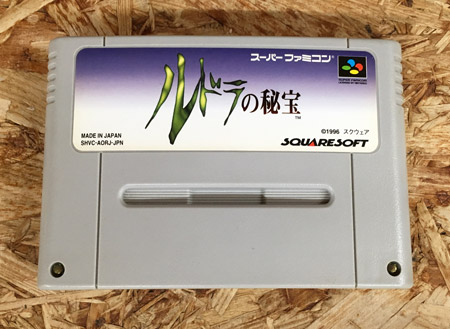 スーパーファミコン
ルドラの秘宝
TM
MADE IN JAPAN
SHVC-AORJ-JPN
©1996 スクウェア
SQUARESOFT